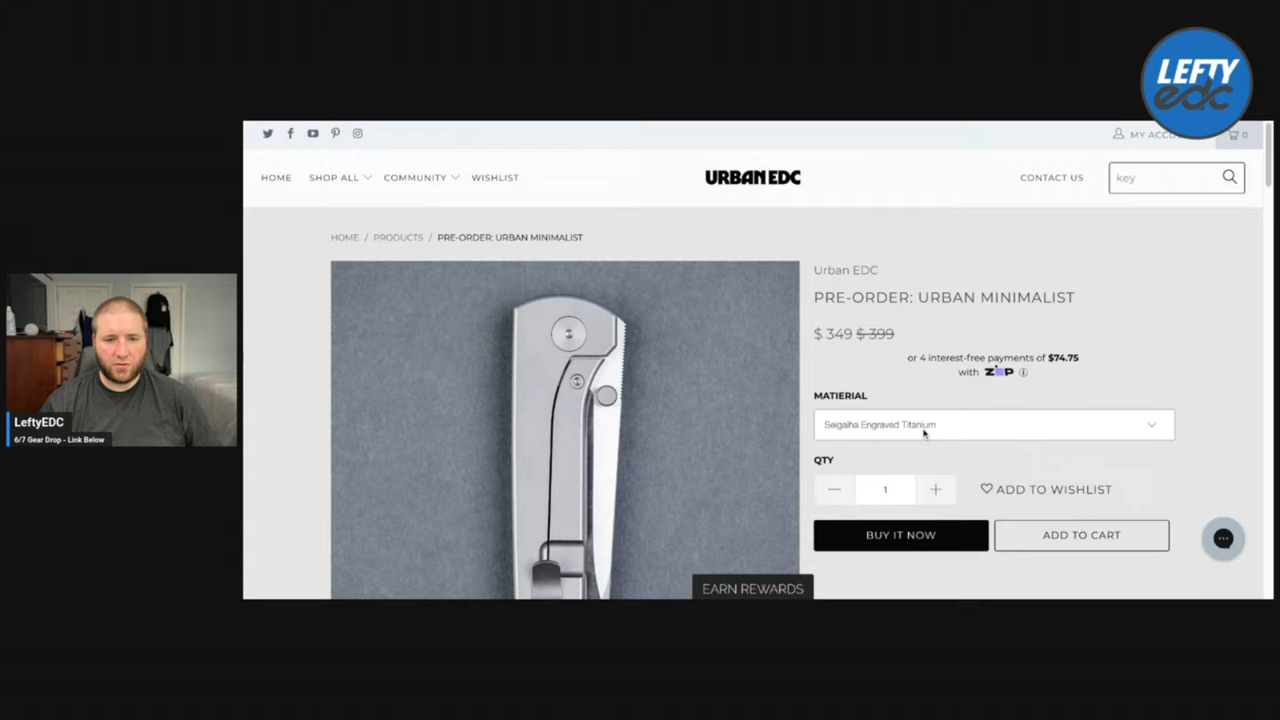 LEFTY
edc
MY ACCOU
0
HOME
SHOP ALL
COMMUNITY
WISHLIST
URBAN EDC
CONTACT US
key
HOME / PRODUCTS / PRE-ORDER: URBAN MINIMALIST
Urban EDC
PRE-ORDER: URBAN MINIMALIST
$ 349 $ 399
or 4 interest-free payments of $74.75
with ZIP
MATIERIAL
Seigaiha Engraved Titanium
QTY
1
ADD TO WISHLIST
BUY IT NOW
ADD TO CART
EARN REWARDS
LeftyEDC
6/7 Gear Drop - Link Below